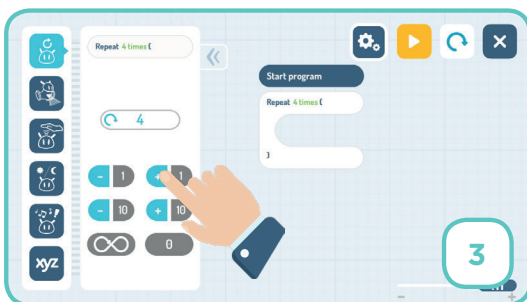 Repeat 4 times {
4
- 1
+ 1
- 10
+ 10
0
xyz
Start program
Repeat 4 times {
}
3
-
+